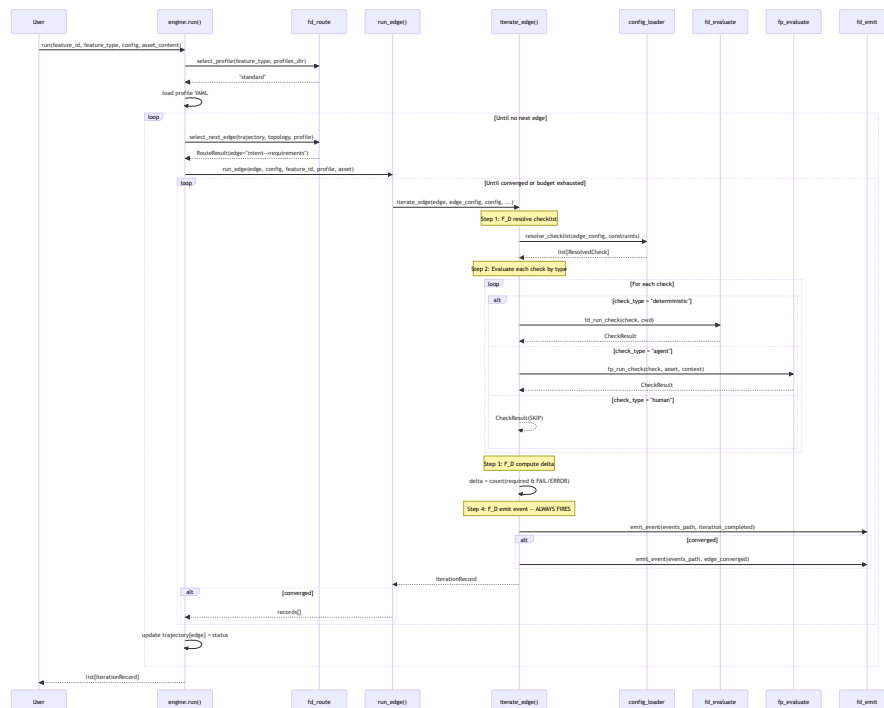 User engine.run() fd_route run_edge() iterate_edge() config_loader fd_evaluate fp_evaluate fd_emit
run(feature_id, feature_type, config, asset_content)
select_profile(feature_type, profiles_dir)
"standard"
load profile YAML
loop [Until no next edge]
select_next_edge(trajectory, topology, profile)
RouteResult(edge="intent→requirements")
run_edge(edge, config, feature_id, profile, asset)
loop [Until converged or budget exhausted]
iterate_edge(edge, edge_config, config, ...)
Step 1: F_D resolve checklist
resolve_checklist(edge_config, constraints)
list[ResolvedCheck]
Step 2: Evaluate each check by type
loop [For each check]
alt [check_type = "deterministic"]
fd_run_check(check, cwd)
CheckResult
[check_type = "agent"]
fp_run_check(check, asset, context)
CheckResult
[check_type = "human"]
CheckResult(SKIP)
Step 3: F_D compute delta
delta = count(required & FAIL/ERROR)
Step 4: F_D emit event — ALWAYS FIRES
emit_event(events_path, iteration_completed)
alt [converged]
emit_event(events_path, edge_converged)
IterationRecord
alt [converged]
records[]
update trajectory[edge] = status
list[IterationRecord]
User engine.run() fd_route run_edge() iterate_edge() config_loader fd_evaluate fp_evaluate fd_emit